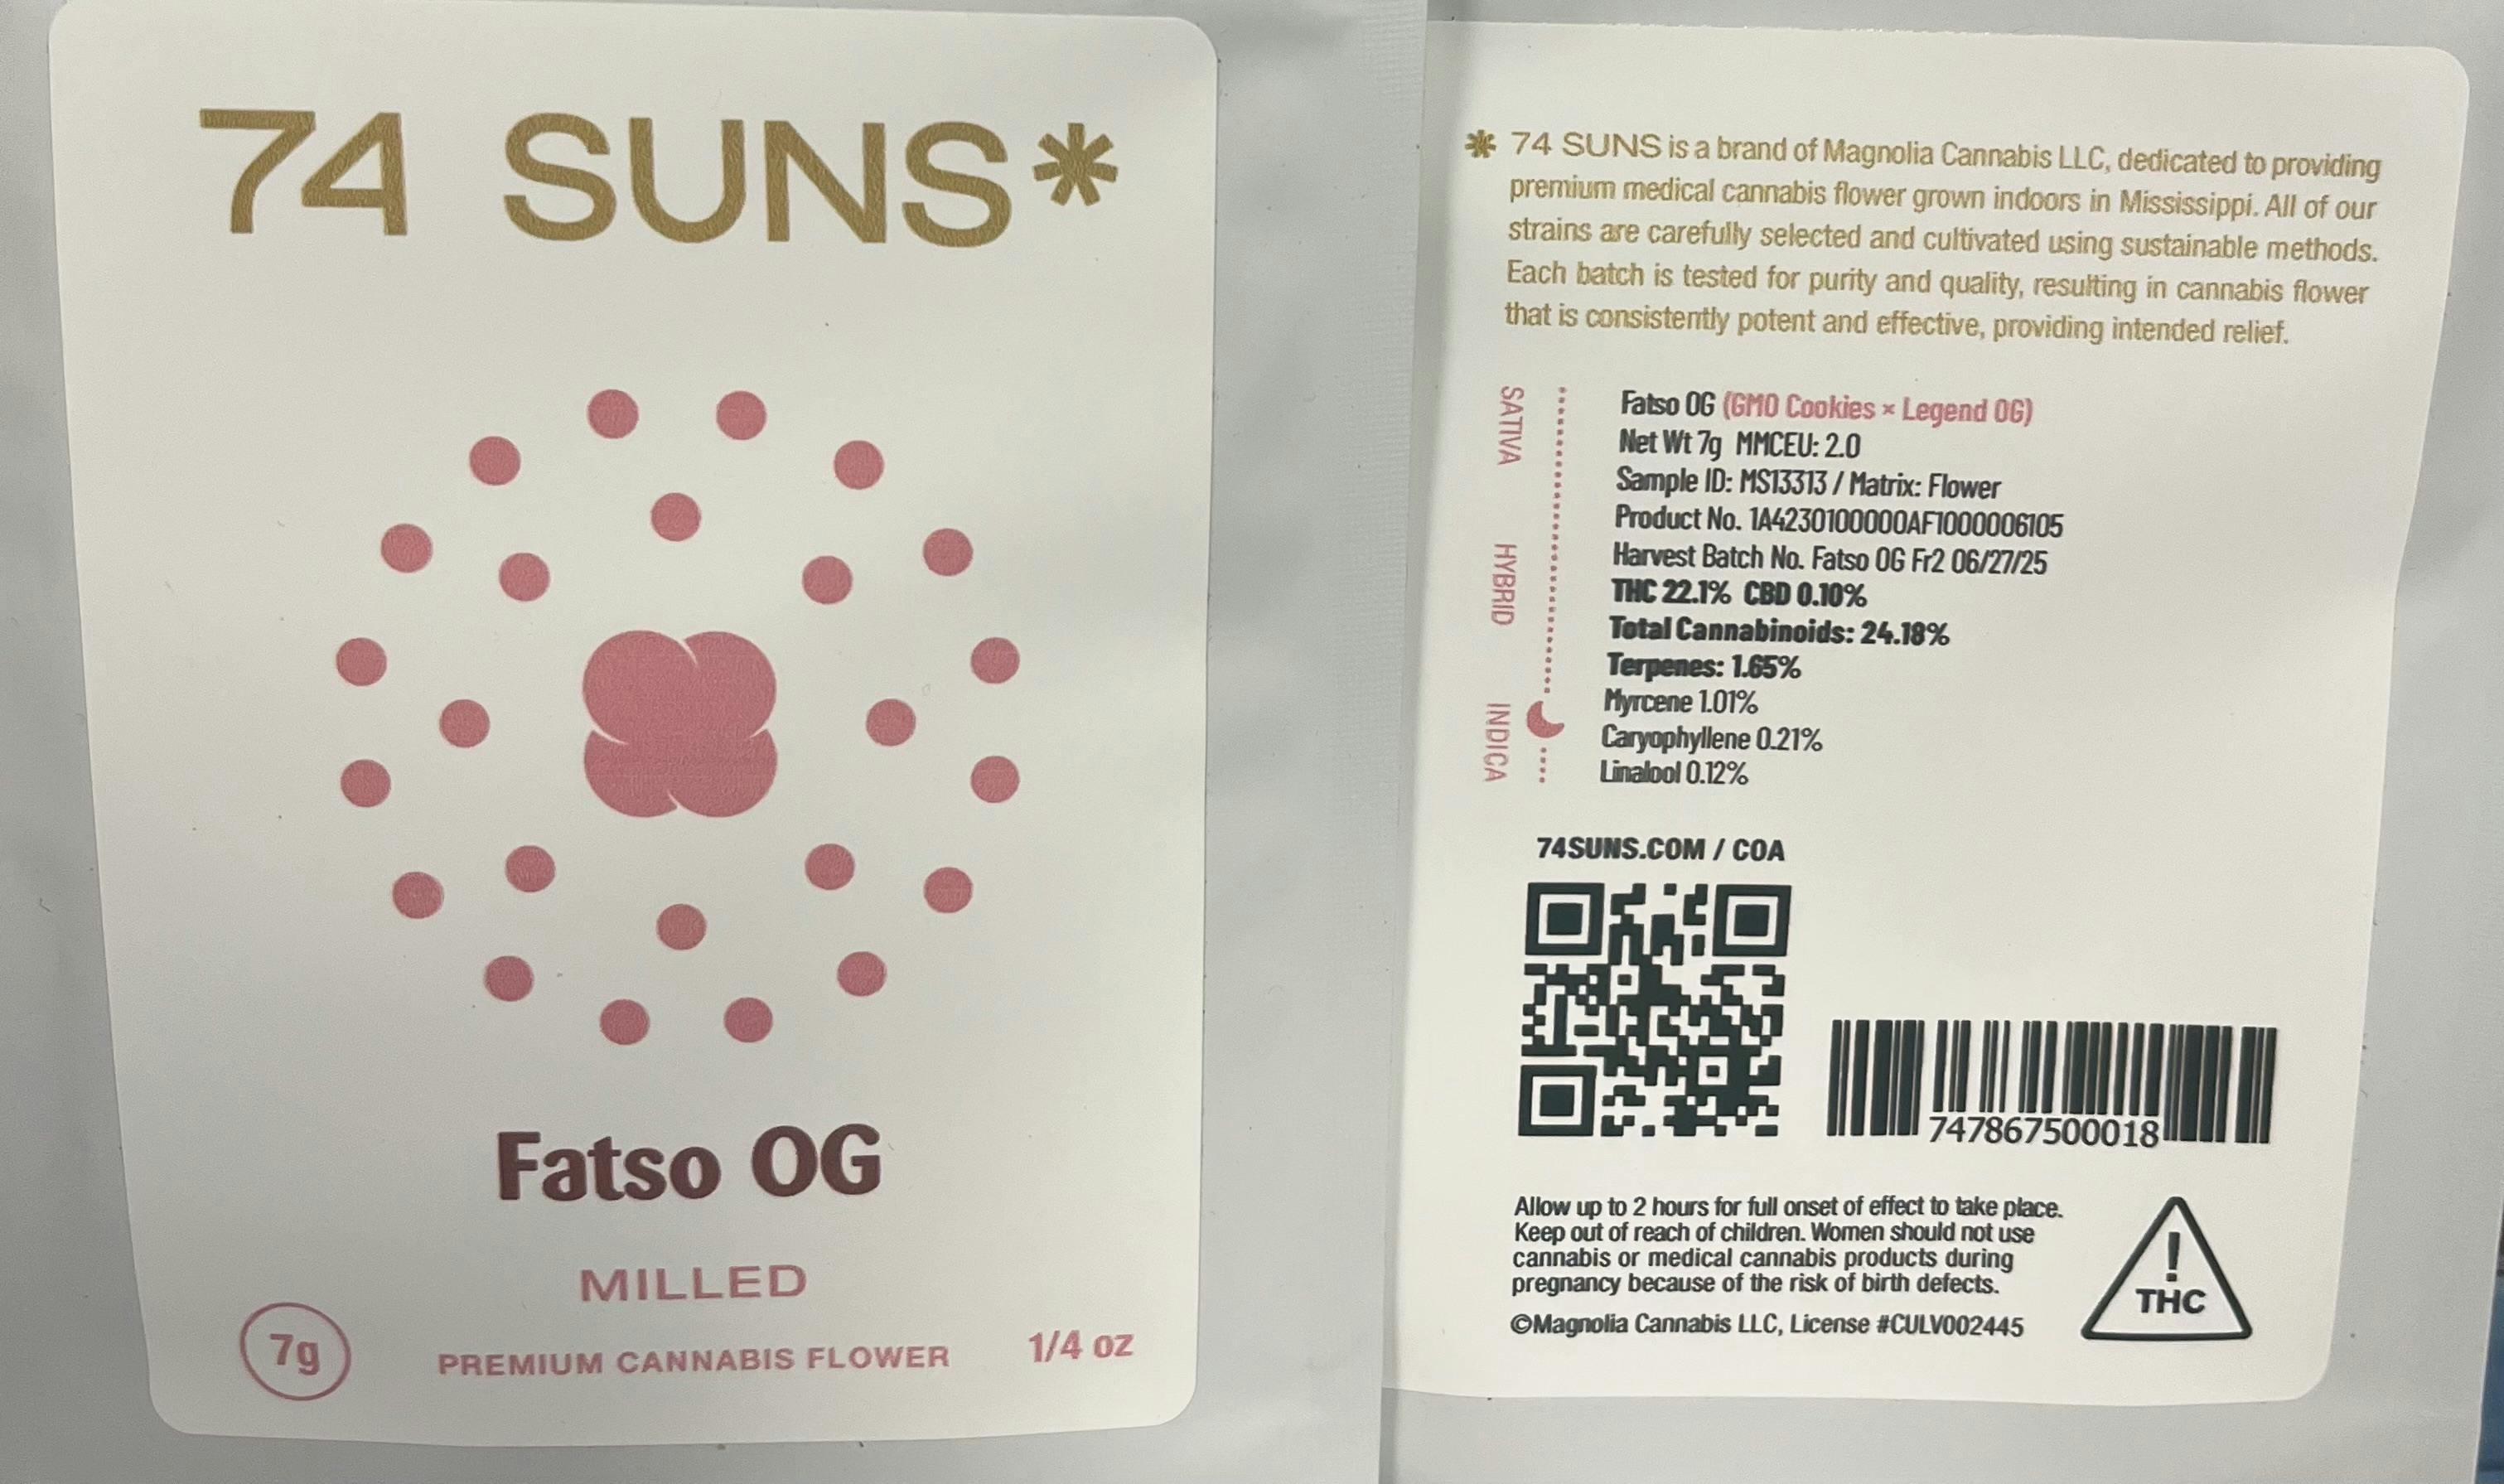 74 SUNS*
Fatso OG
MILLED
7g
PREMIUM CANNABIS FLOWER
1/4 oz
* 74 SUNS is a brand of Magnolia Cannabis LLC, dedicated to providing
premium medical cannabis flower grown indoors in Mississippi. All of our
strains are carefully selected and cultivated using sustainable methods.
Each batch is tested for purity and quality, resulting in cannabis flower
that is consistently potent and effective, providing intended relief.
SATIVA
HYBRID
INDICA
Fatso OG (GMO Cookies × Legend OG)
Net Wt 7g MMCEU: 2.0
Sample ID: MS13313 / Matrix: Flower
Product No. 1A4230100000AF1000006105
Harvest Batch No. Fatso OG Fr2 06/27/25
THC 22.1% CBD 0.10%
Total Cannabinoids: 24.18%
Terpenes: 1.65%
Myrcene 1.01%
Caryophyllene 0.21%
Linalool 0.12%
74SUNS.COM / COA
747867500018
Allow up to 2 hours for full onset of effect to take place.
Keep out of reach of children. Women should not use
cannabis or medical cannabis products during
pregnancy because of the risk of birth defects.
©Magnolia Cannabis LLC, License #CULV002445
!
THC